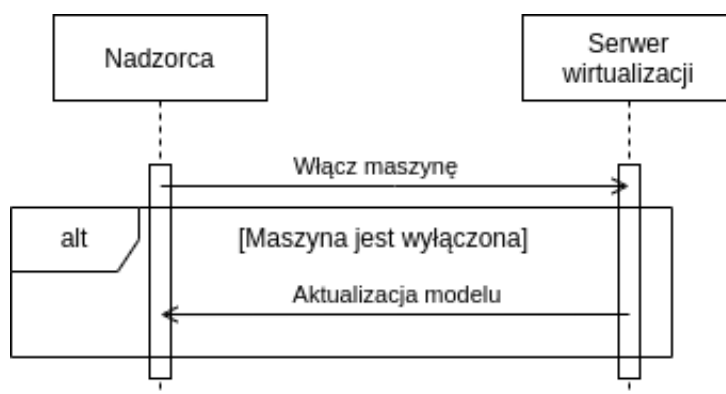 Nadzorca
Serwer
wirtualizacji
Włącz maszynę
alt
[Maszyna jest wyłączona]
Aktualizacja modelu